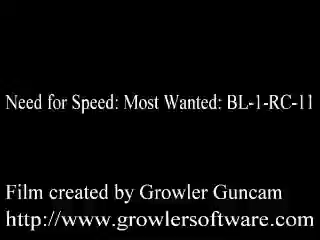 Need for Speed: Most Wanted: BL-1-RC-11
Film created by Growler Guncam
http://www.growlersoftware.com